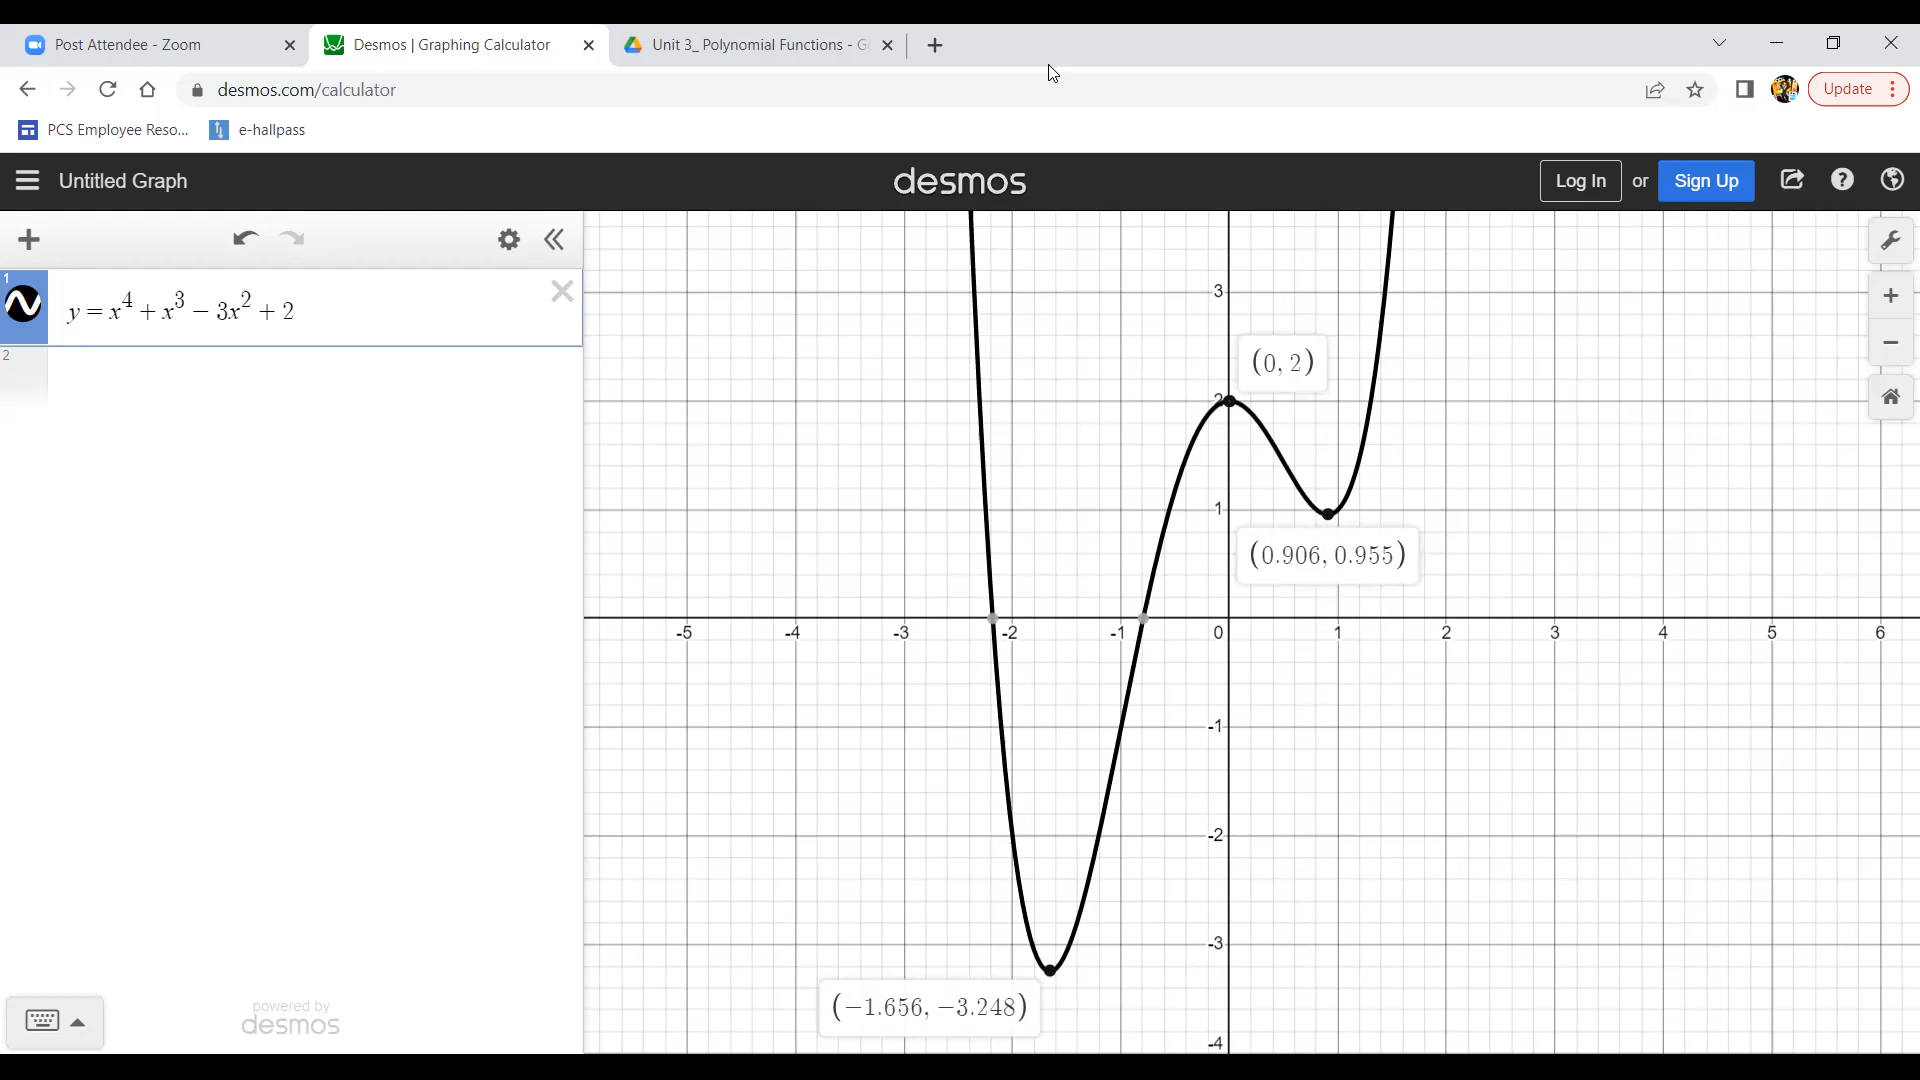 Post Attendee - Zoom
Desmos | Graphing Calculator
Unit 3_ Polynomial Functions - Go
desmos.com/calculator
Update
PCS Employee Reso...
e-hallpass
Untitled Graph
desmos
Log In or Sign Up
1
y = x^4 + x^3 − 3x^2 + 2
2
3
(0, 2)
2
1
(0.906, 0.955)
-5 -4 -3 -2 -1 0 1 2 3 4 5 6
-1
-2
-3
(−1.656, −3.248)
-4
powered by
desmos